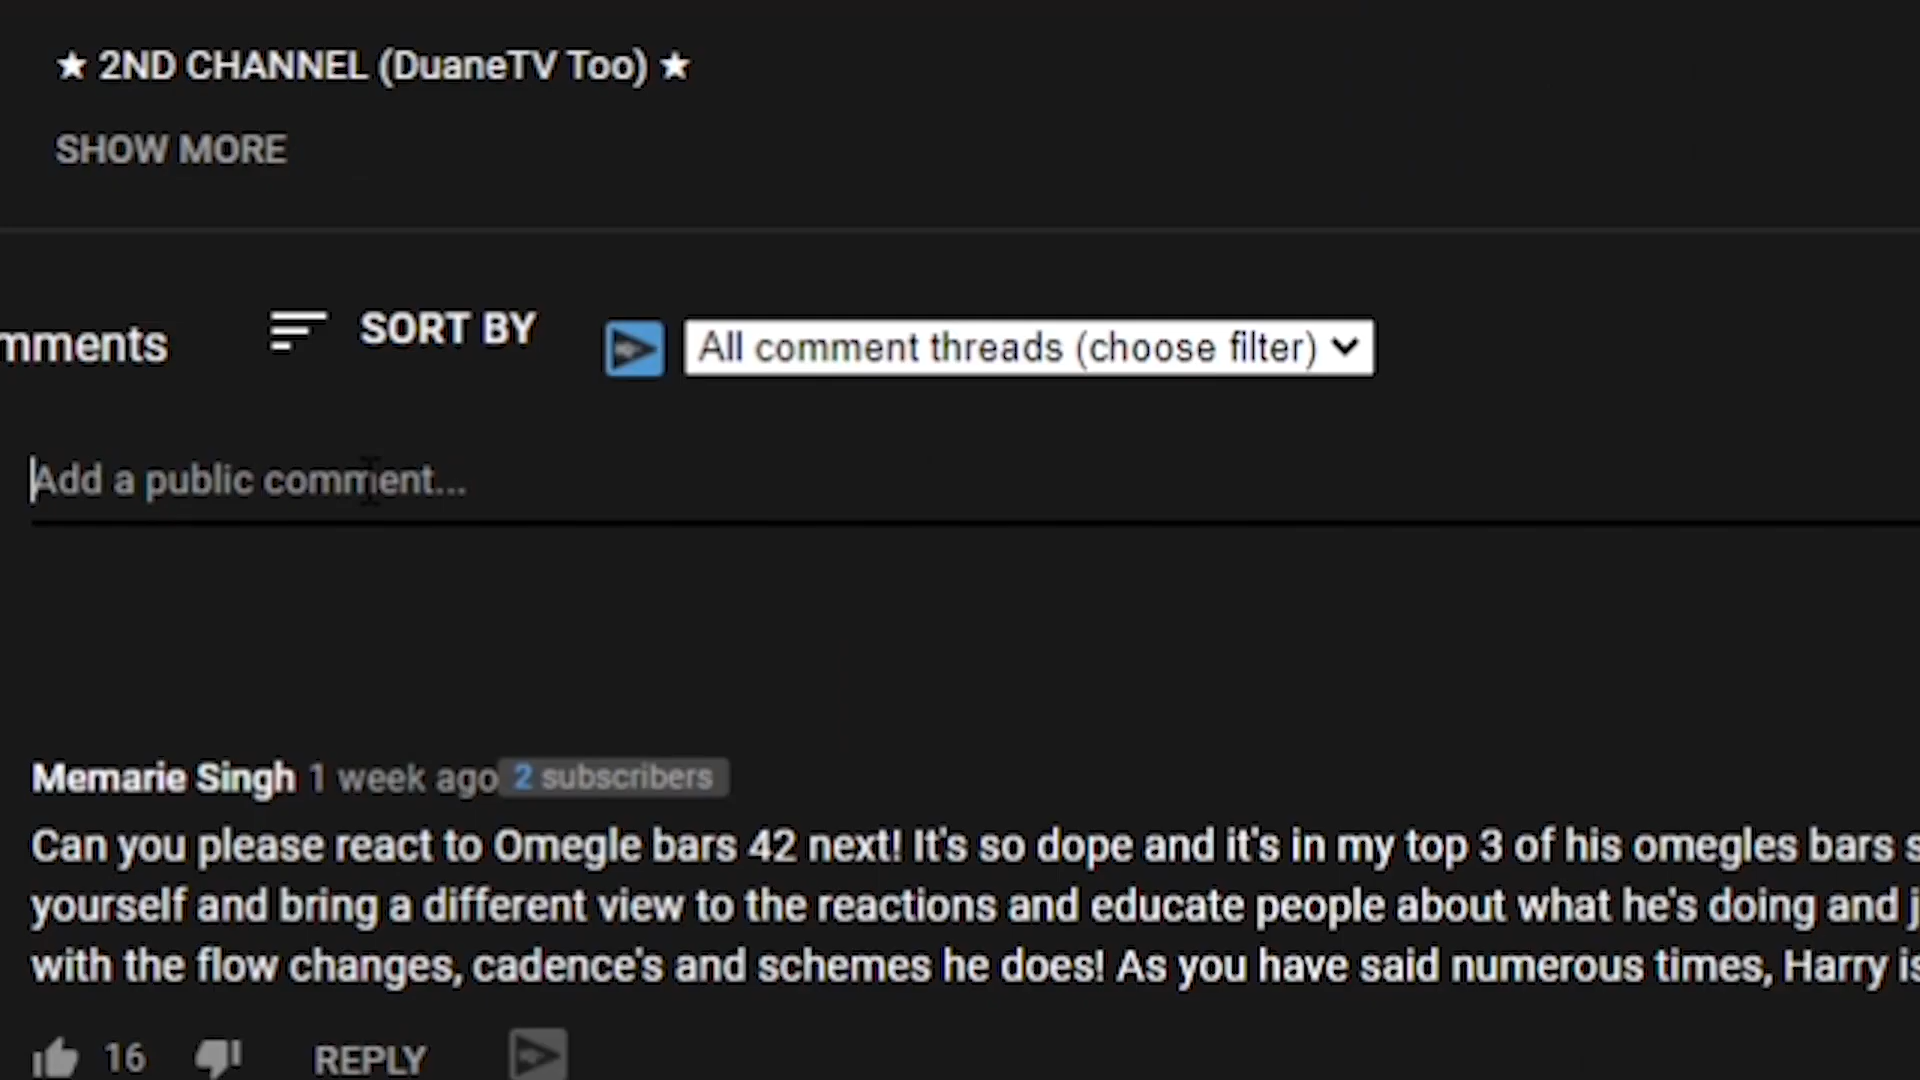 ★ 2ND CHANNEL (DuaneTV Too) ★
SHOW MORE
mments SORT BY All comment threads (choose filter)
Add a public comment...
Memarie Singh 1 week ago 2 subscribers
Can you please react to Omegle bars 42 next! It's so dope and it's in my top 3 of his omegles bars s
yourself and bring a different view to the reactions and educate people about what he's doing and j
with the flow changes, cadence's and schemes he does! As you have said numerous times, Harry is
16 REPLY